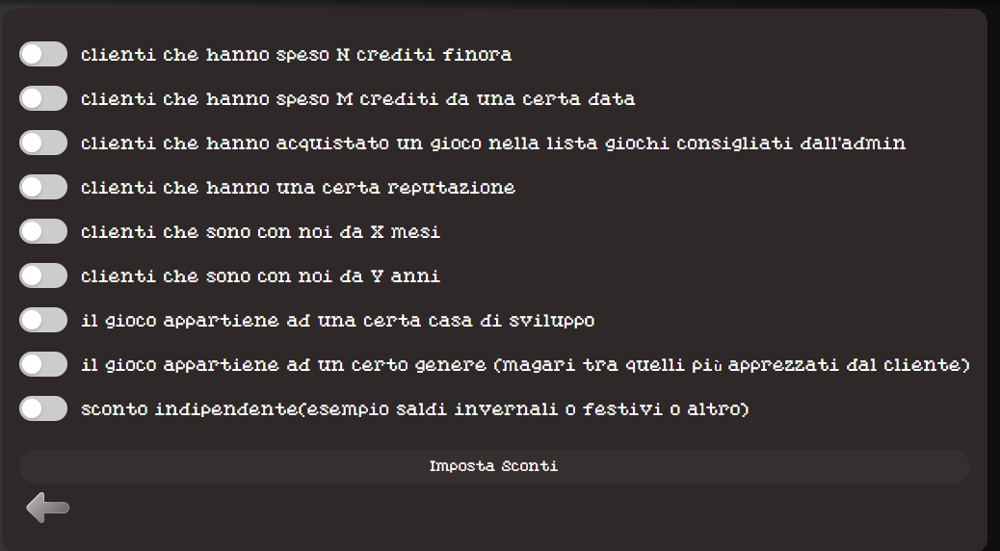 clienti che hanno speso N crediti finora
clienti che hanno speso M crediti da una certa data
clienti che hanno acquistato un gioco nella lista giochi consigliati dall'admin
clienti che hanno una certa reputazione
clienti che sono con noi da X mesi
clienti che sono con noi da Y anni
il gioco appartiene ad una certa casa di sviluppo
il gioco appartiene ad un certo genere (magari tra quelli più apprezzati dal cliente)
sconto indipendente(esempio saldi invernali o festivi o altro)
Imposta Sconti